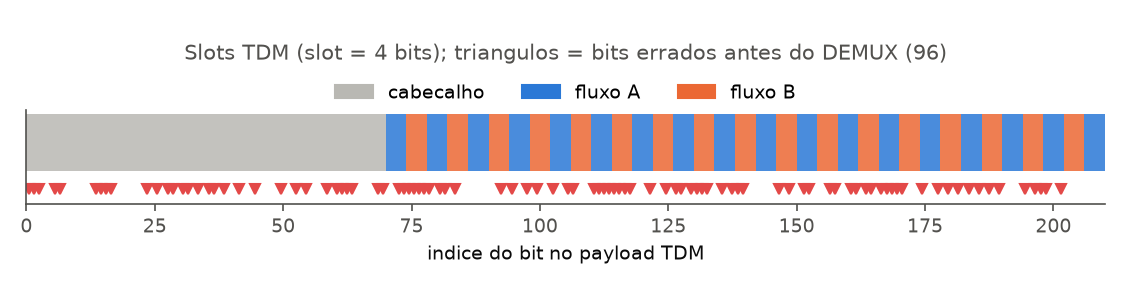 Slots TDM (slot = 4 bits); triangulos = bits errados antes do DEMUX (96)
cabecalho fluxo A fluxo B
0 25 50 75 100 125 150 175 200
indice do bit no payload TDM